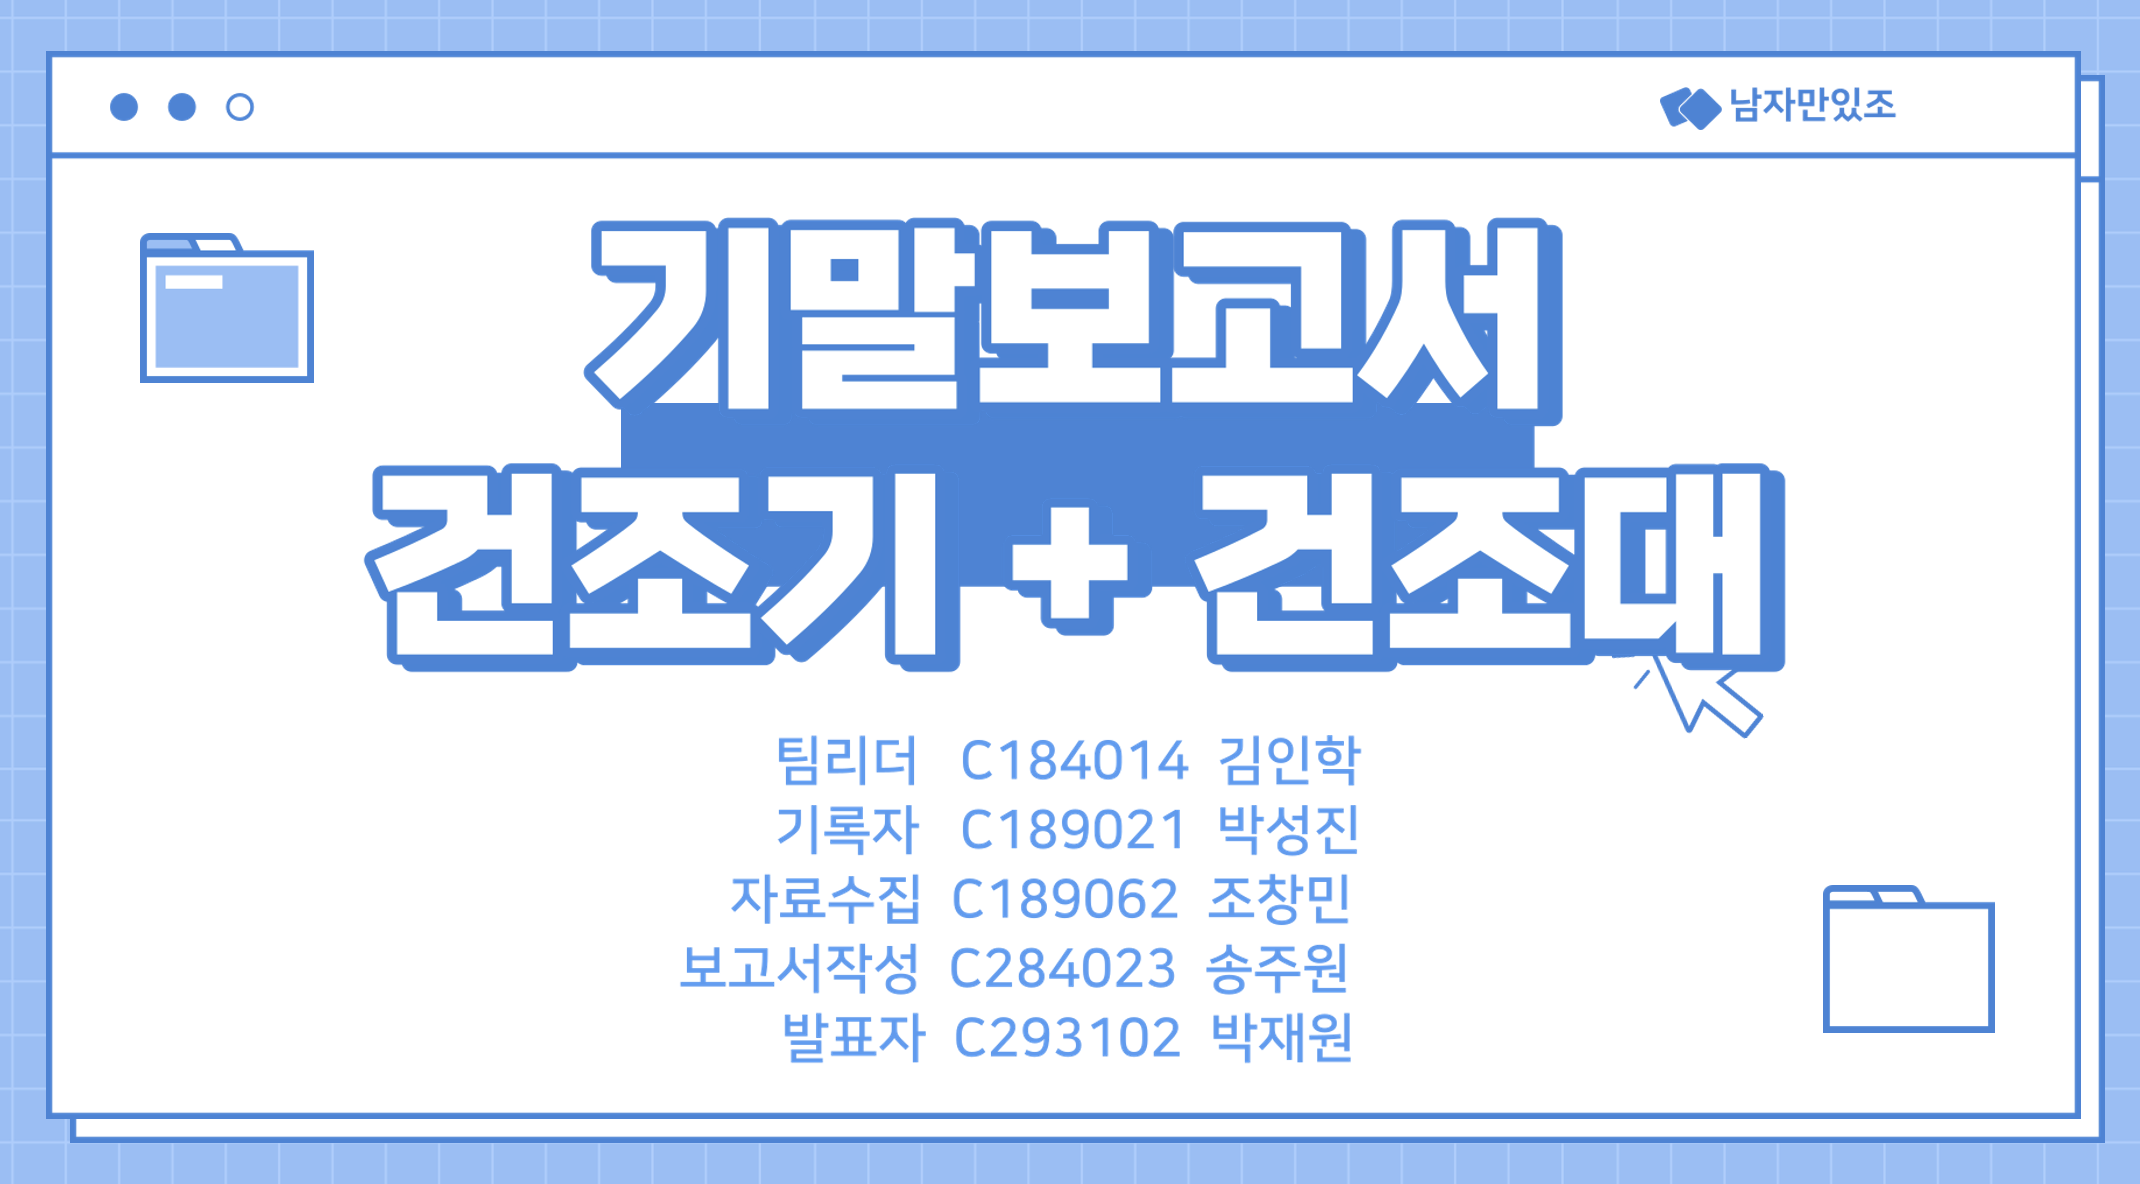 남자만있조
기말보고서
건조기 + 건조대
팀리더 C184014 김인학
기록자 C189021 박성진
자료수집 C189062 조창민
보고서작성 C284023 송주원
발표자 C293102 박재원